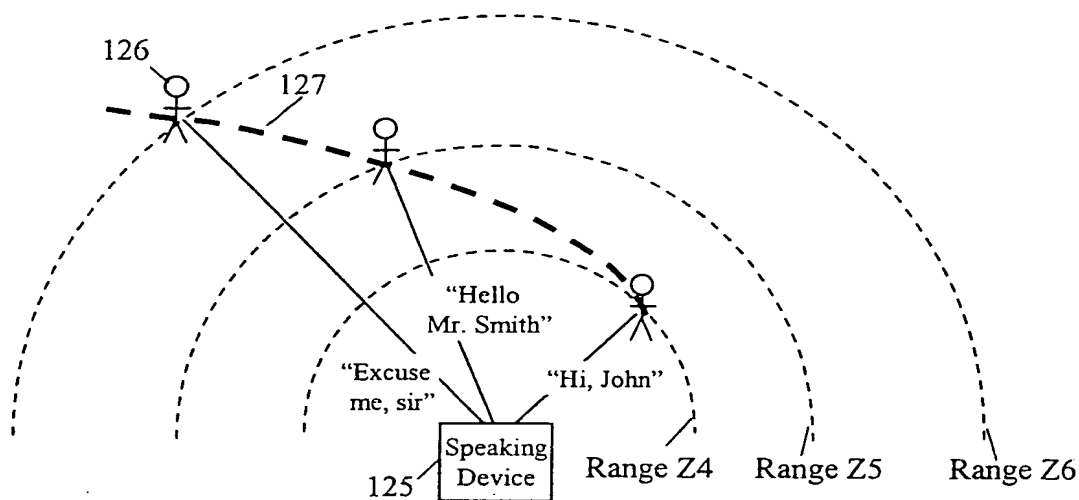 126
127
“Hello
Mr. Smith”
“Excuse
me, sir”
“Hi, John”
Speaking
Device
125
Range Z4
Range Z5
Range Z6